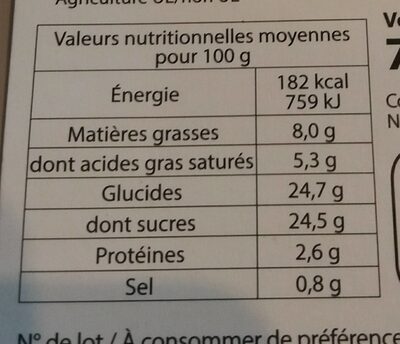 Agriculture UE/non UE
Valeurs nutritionnelles moyennes
pour 100 g
Énergie 182 kcal
759 kJ
Matières grasses 8,0 g
dont acides gras saturés 5,3 g
Glucides 24,7 g
dont sucres 24,5 g
Protéines 2,6 g
Sel 0,8 g
N° de lot / À consommer de préférence